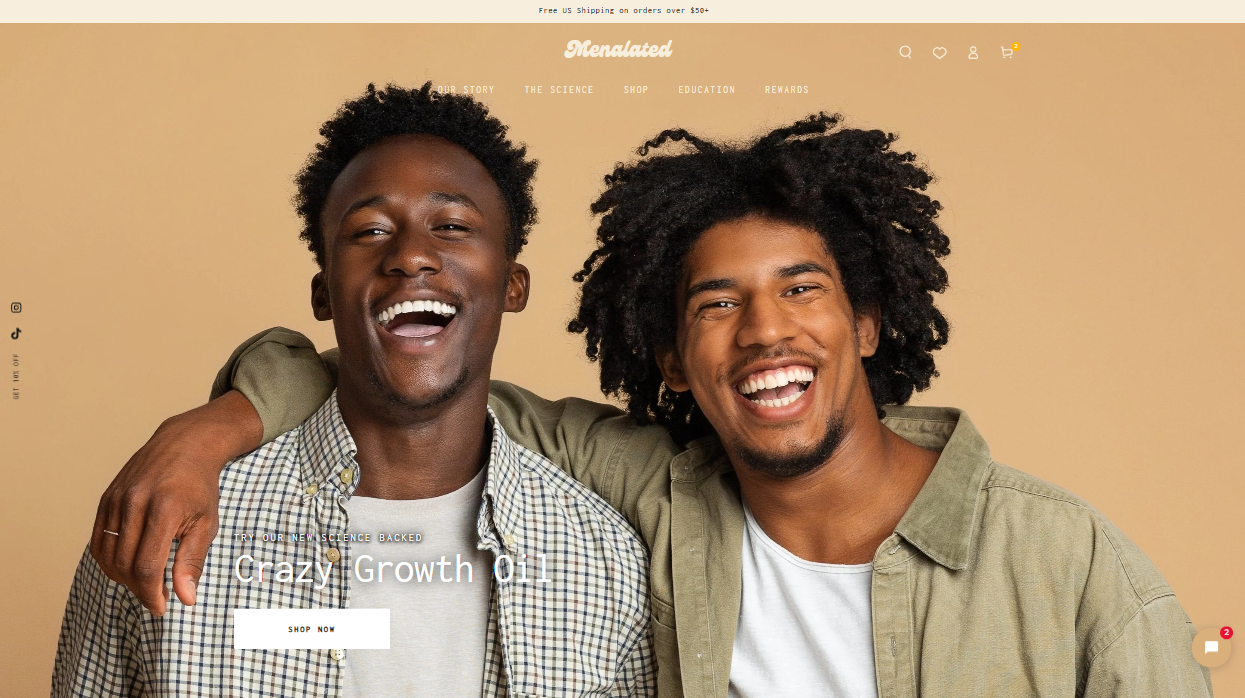 Free US Shipping on orders over $50+
Menalated
OUR STORY THE SCIENCE SHOP EDUCATION REWARDS
GET 10% OFF
TRY OUR NEW SCIENCE BACKED
Crazy Growth Oil
SHOP NOW
2